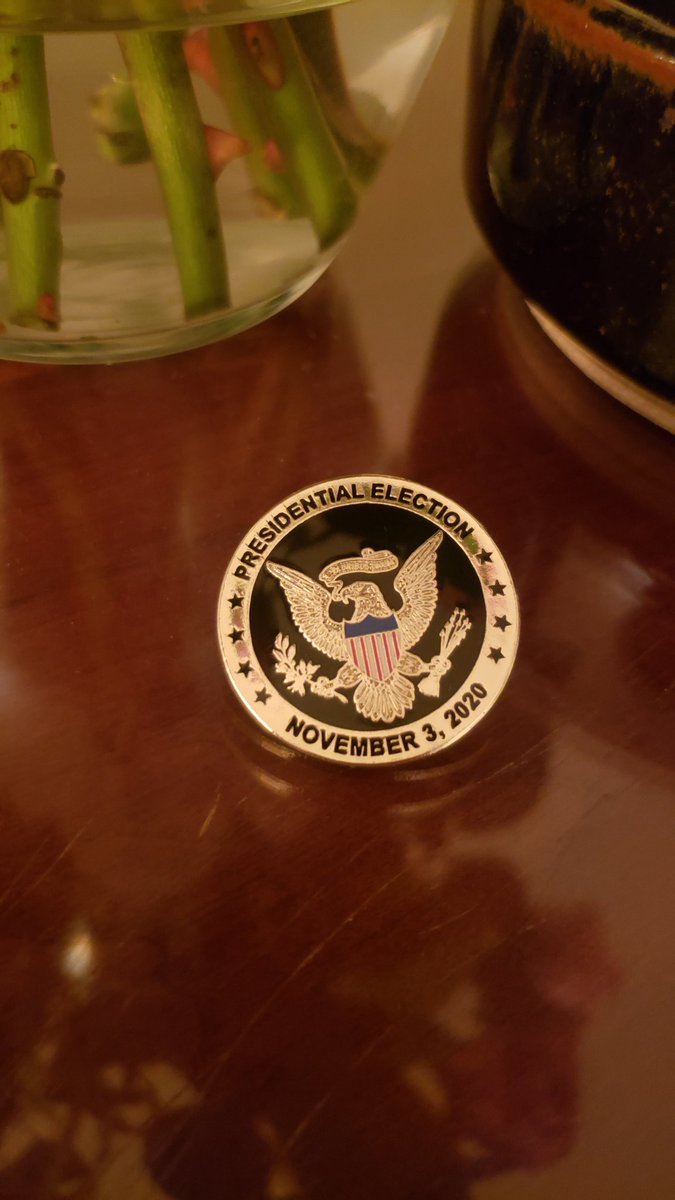 PRESIDENTIAL ELECTION
NOVEMBER 3, 2020